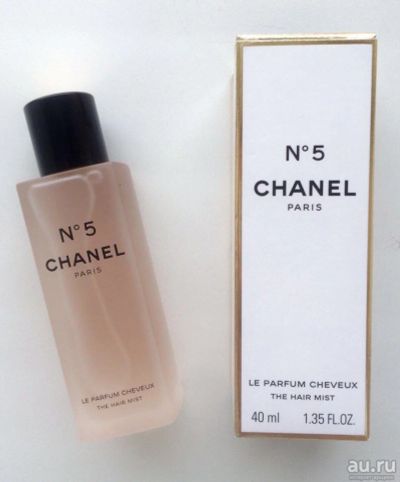 N°5
CHANEL
PARIS
LE PARFUM CHEVEUX
THE HAIR MIST
N°5
CHANEL
PARIS
LE PARFUM CHEVEUX
THE HAIR MIST
40 ml 1.35 FL.OZ.
au.ru